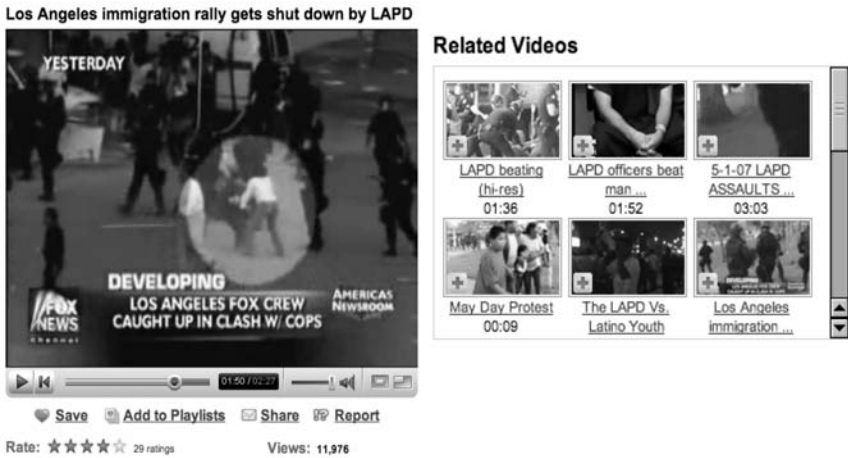 Los Angeles immigration rally gets shut down by LAPD
YESTERDAY
DEVELOPING
LOS ANGELES FOX CREW
CAUGHT UP IN CLASH W/ COPS
FOX
NEWS
channel
AMERICAS
NEWSROOM
01:50 / 02:27
Save
Add to Playlists
Share
Report
Rate:
29 ratings
Views: 11,976
Related Videos
LAPD beating
(hi-res)
01:36
LAPD officers beat
man ...
01:52
5-1-07 LAPD
ASSAULTS ...
03:03
May Day Protest
00:09
The LAPD Vs.
Latino Youth
DEVELOPING
Los Angeles
immigration ...